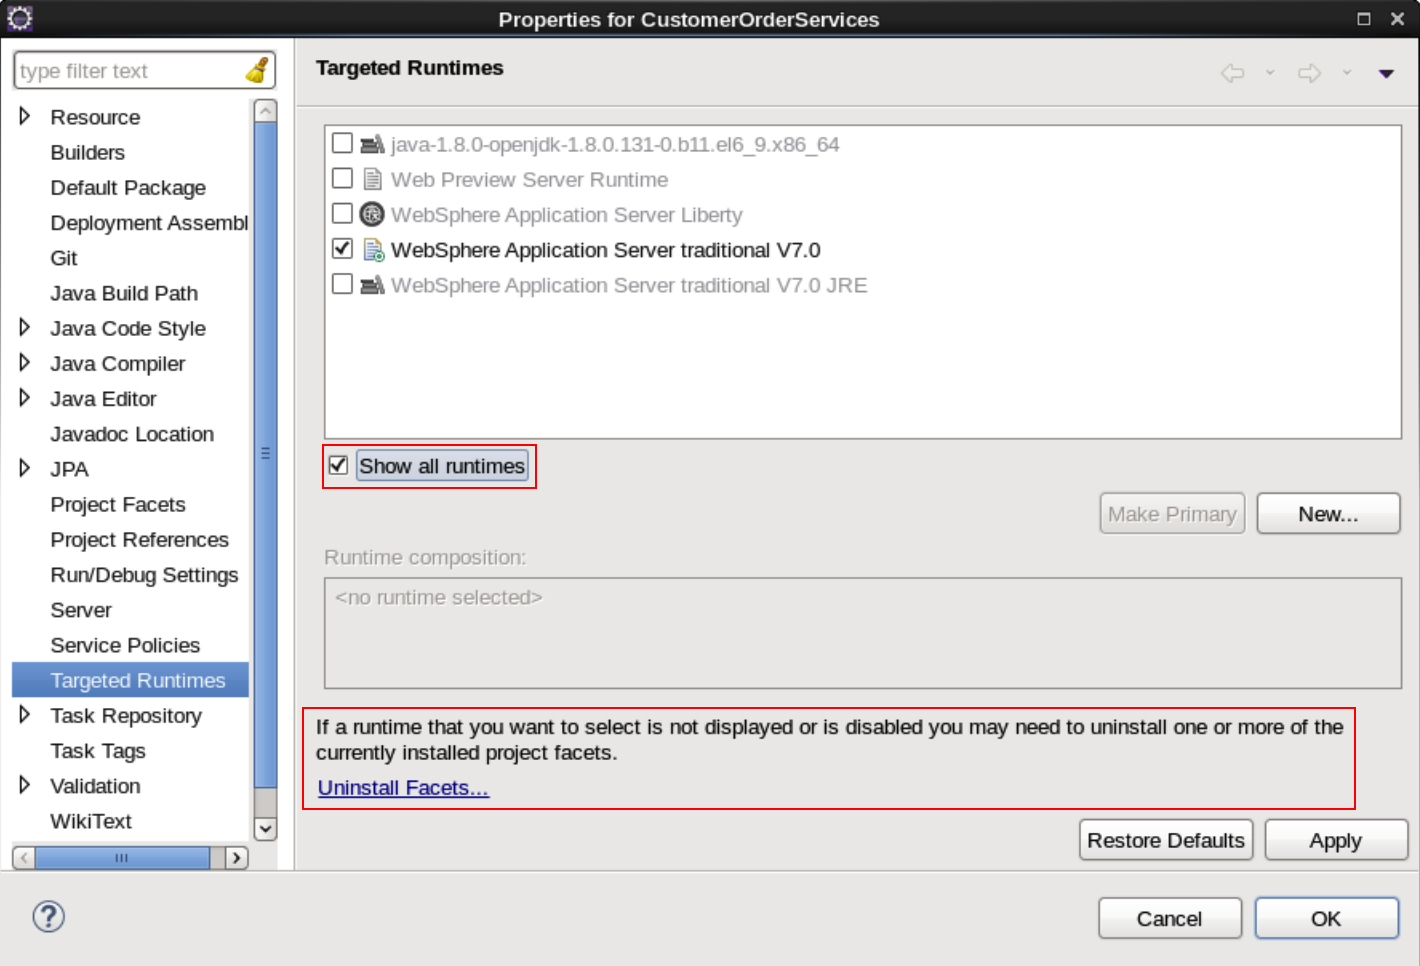 Properties for CustomerOrderServices
type filter text
Resource
Builders
Default Package
Deployment Assembl
Git
Java Build Path
Java Code Style
Java Compiler
Java Editor
Javadoc Location
JPA
Project Facets
Project References
Run/Debug Settings
Server
Service Policies
Targeted Runtimes
Task Repository
Task Tags
Validation
WikiText
Targeted Runtimes
java-1.8.0-openjdk-1.8.0.131-0.b11.el6_9.x86_64
Web Preview Server Runtime
WebSphere Application Server Liberty
WebSphere Application Server traditional V7.0
WebSphere Application Server traditional V7.0 JRE
Show all runtimes
Make Primary
New...
Runtime composition:
<no runtime selected>
If a runtime that you want to select is not displayed or is disabled you may need to uninstall one or more of the
currently installed project facets.
Uninstall Facets...
Restore Defaults
Apply
?
Cancel
OK